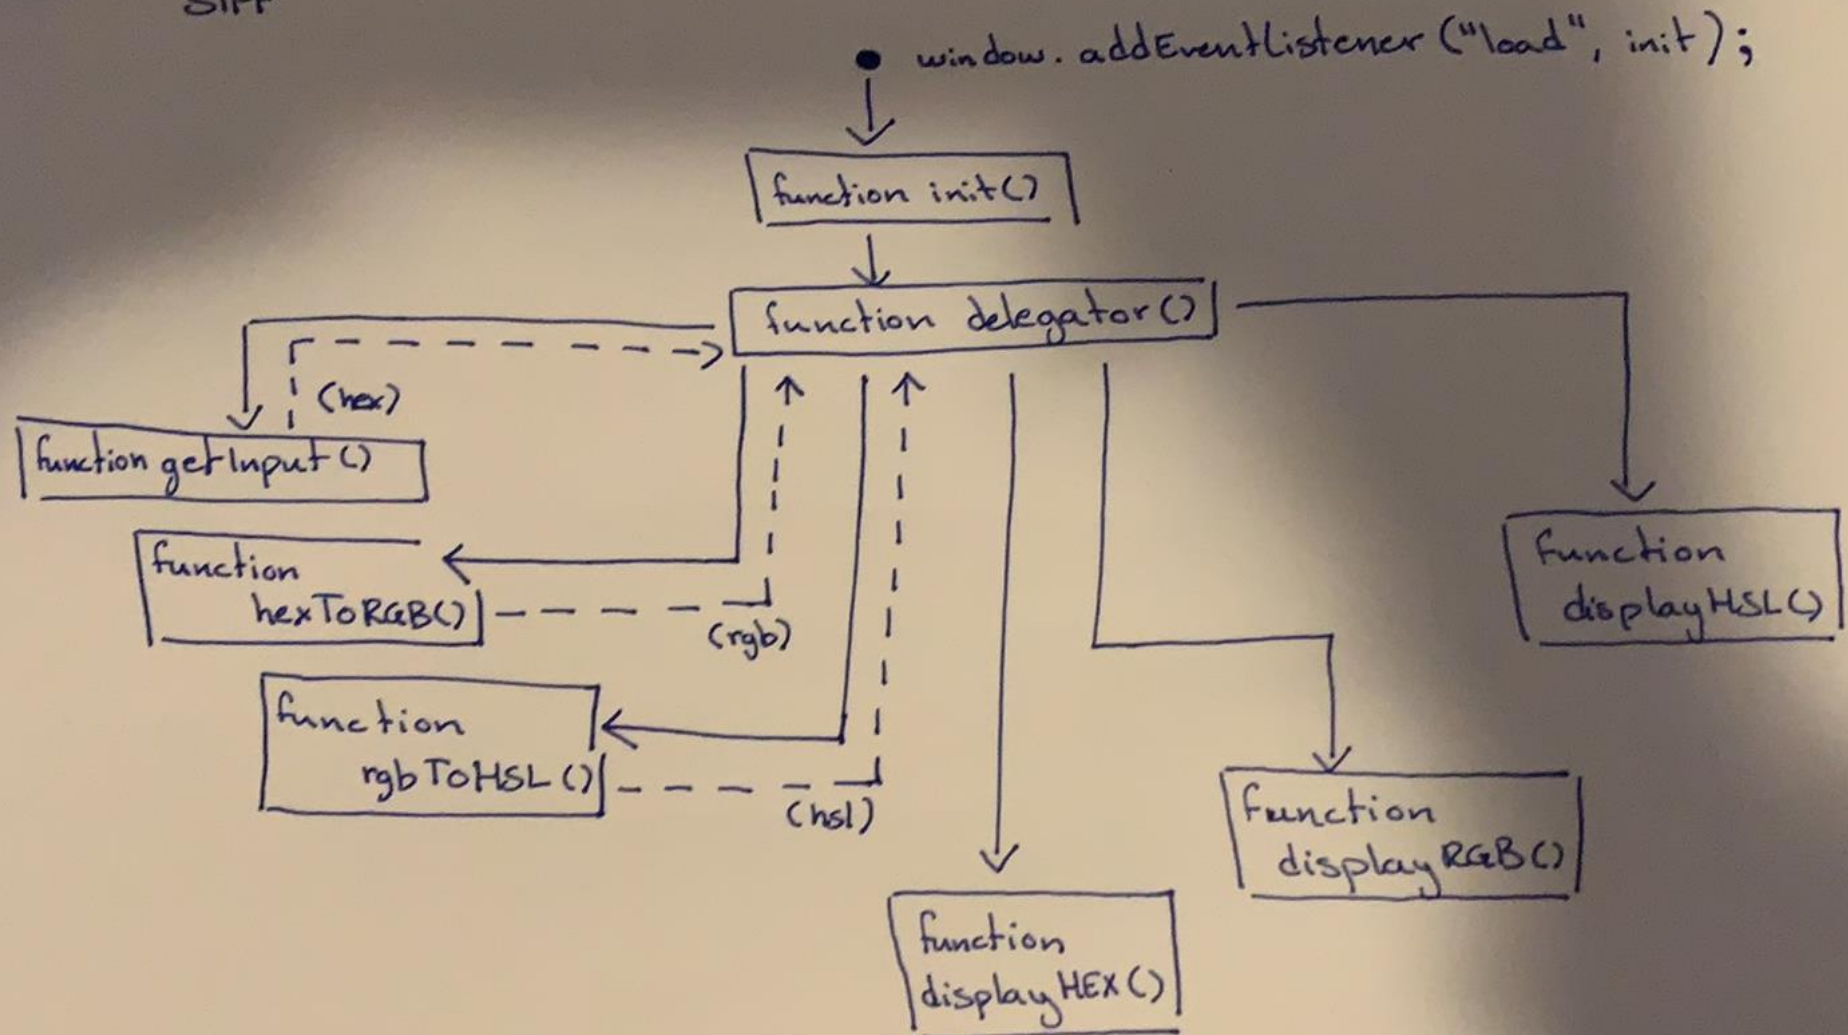 window.addEventListener("load", init);
function init()
function delegator()
(hex)
function getInput()
function
hexToRGB()
(rgb)
function
rgbToHSL()
(hsl)
function
displayHSL()
function
displayRGB()
function
displayHEX()